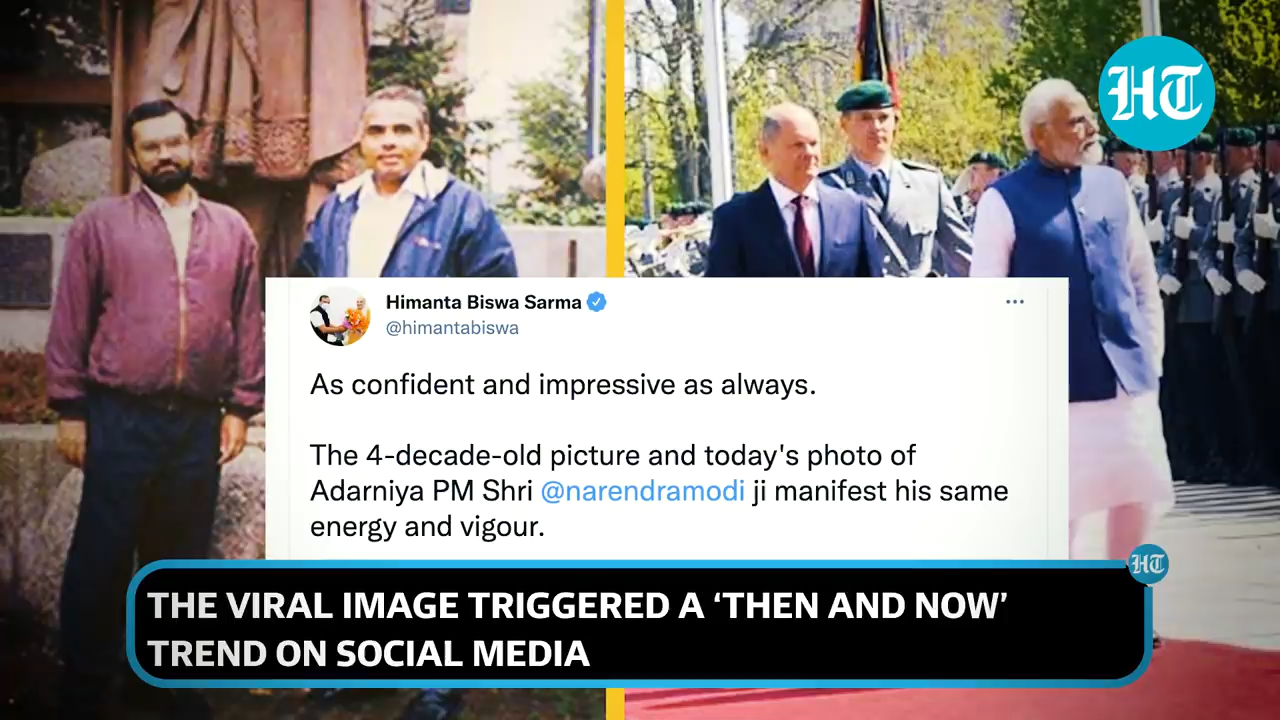 HT
Himanta Biswa Sarma
@himantabiswa
As confident and impressive as always.
The 4-decade-old picture and today's photo of
Adarniya PM Shri @narendramodi ji manifest his same
energy and vigour.
HT
THE VIRAL IMAGE TRIGGERED A ‘THEN AND NOW’
TREND ON SOCIAL MEDIA